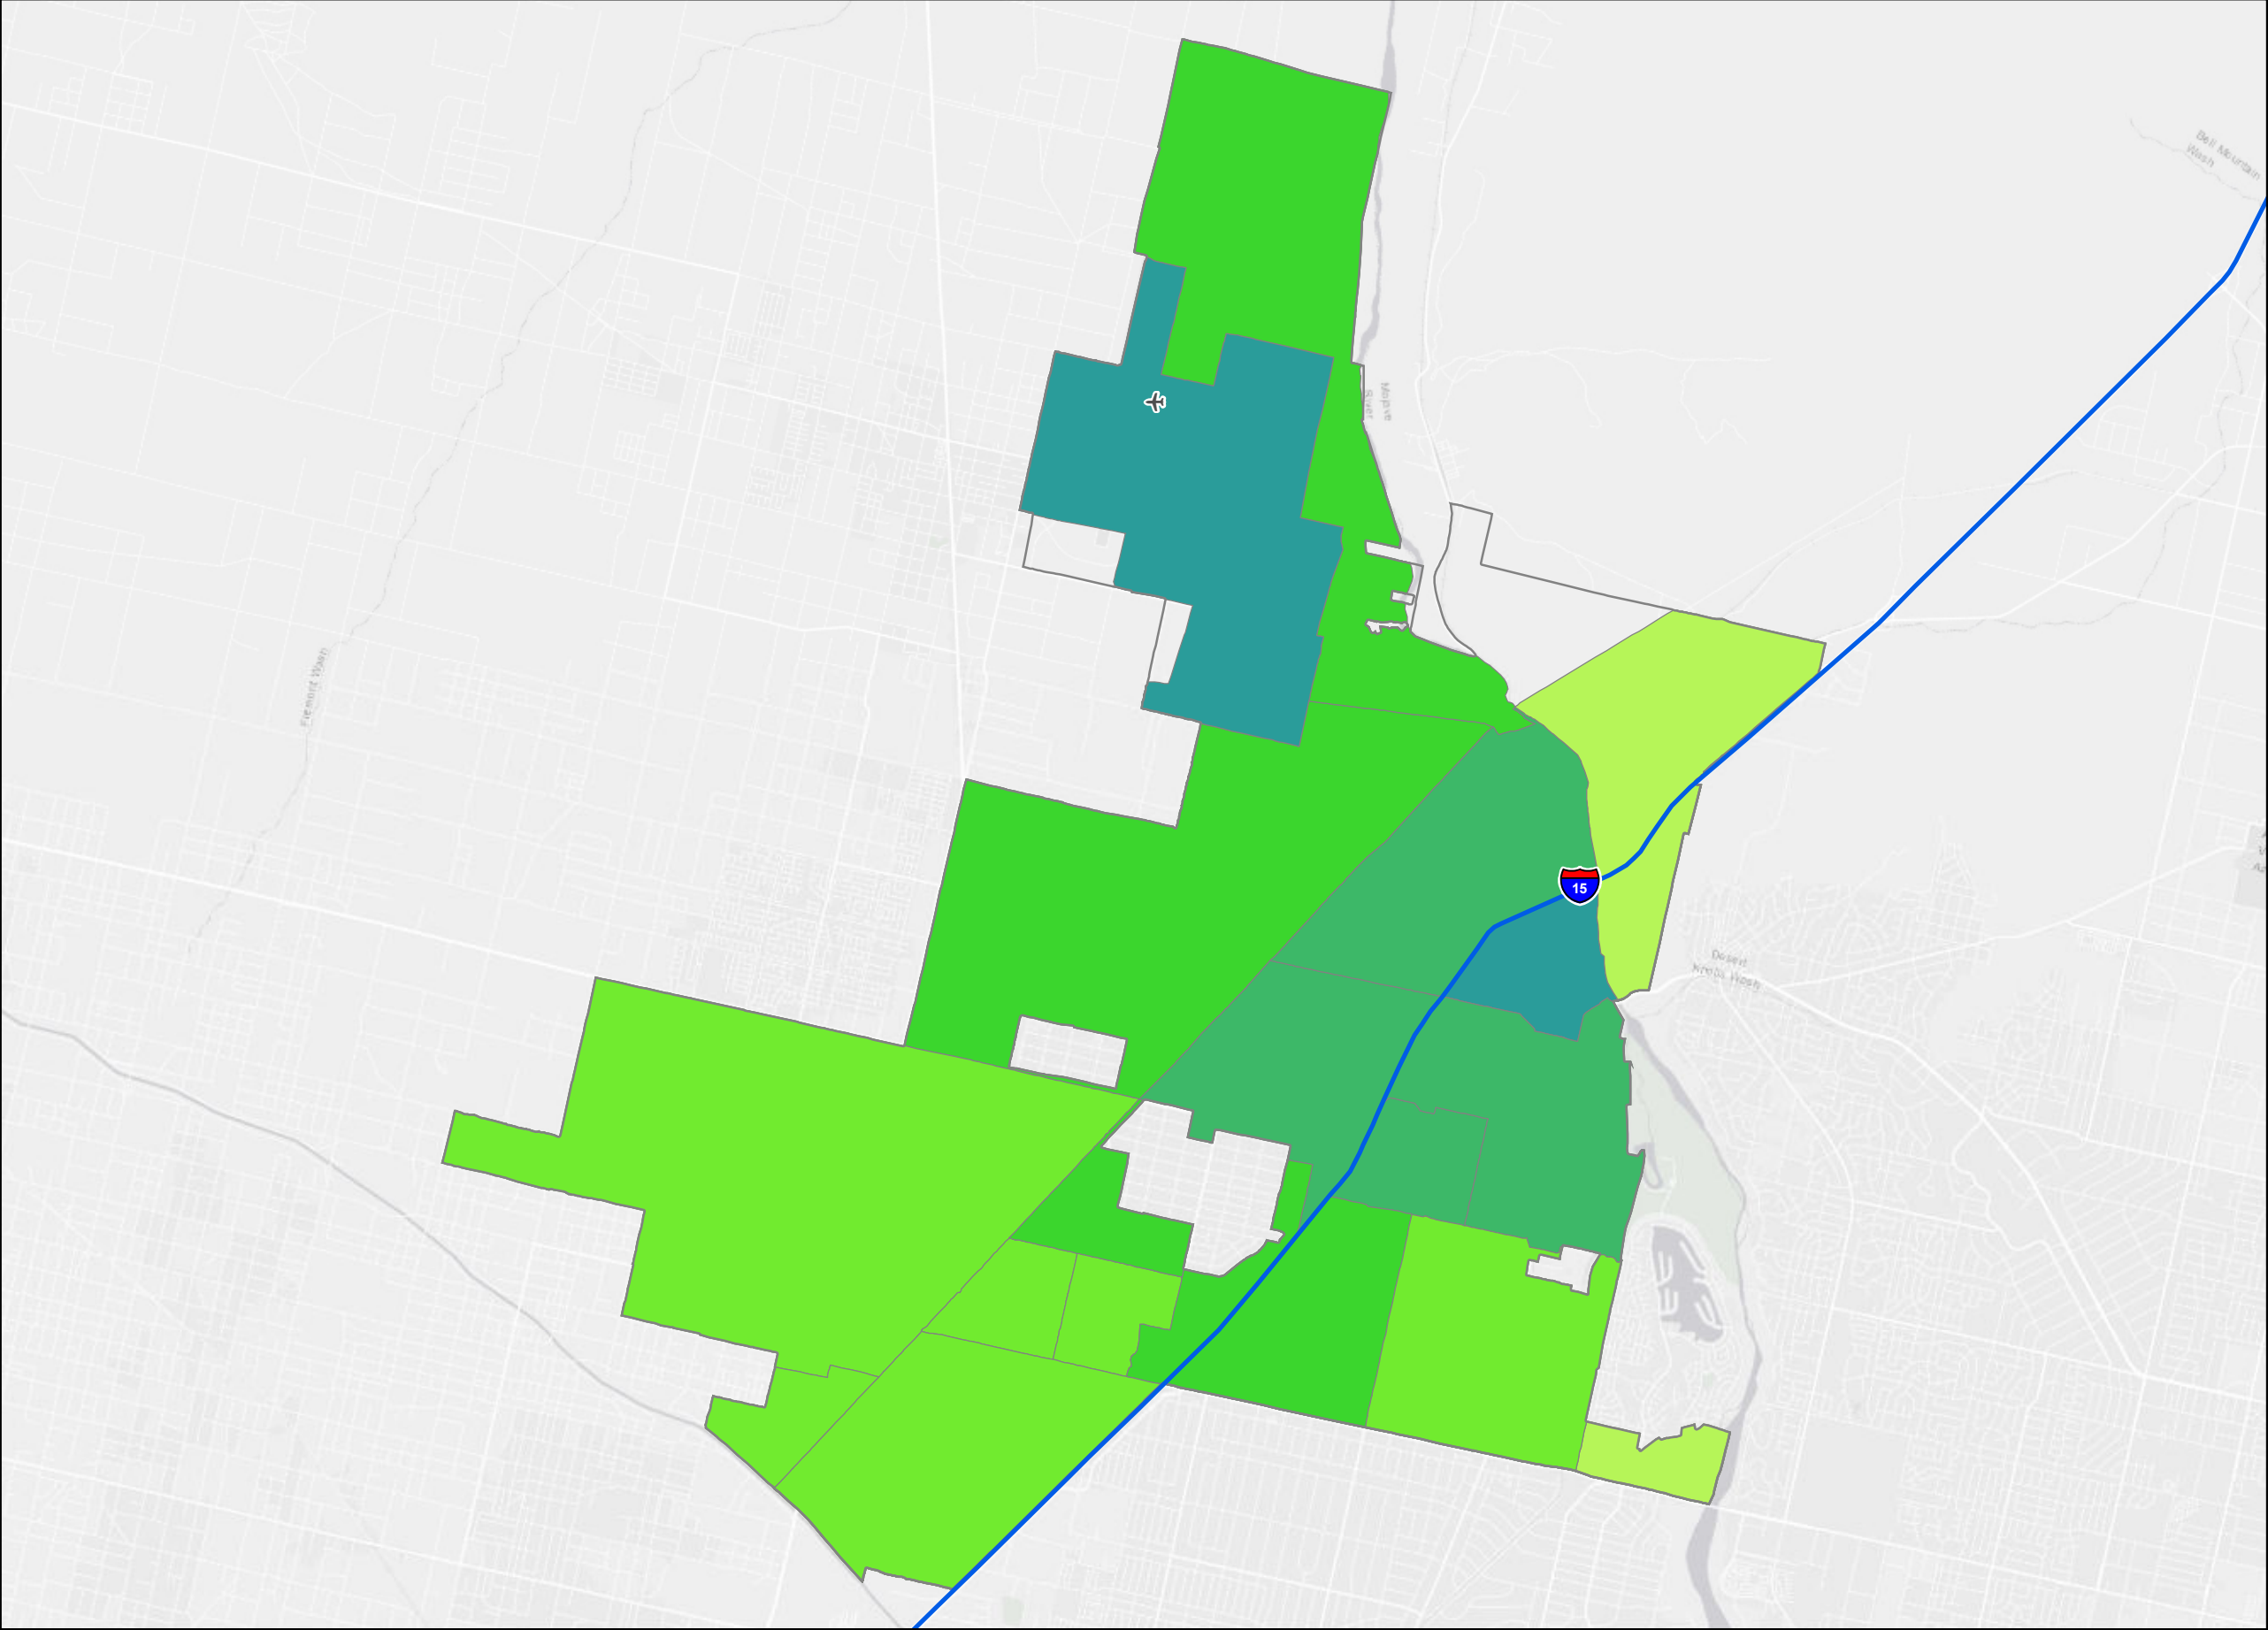 Bell Mountain
Wash
Mojave
River
Fremont Wash
15
Desert
Knolls Wash